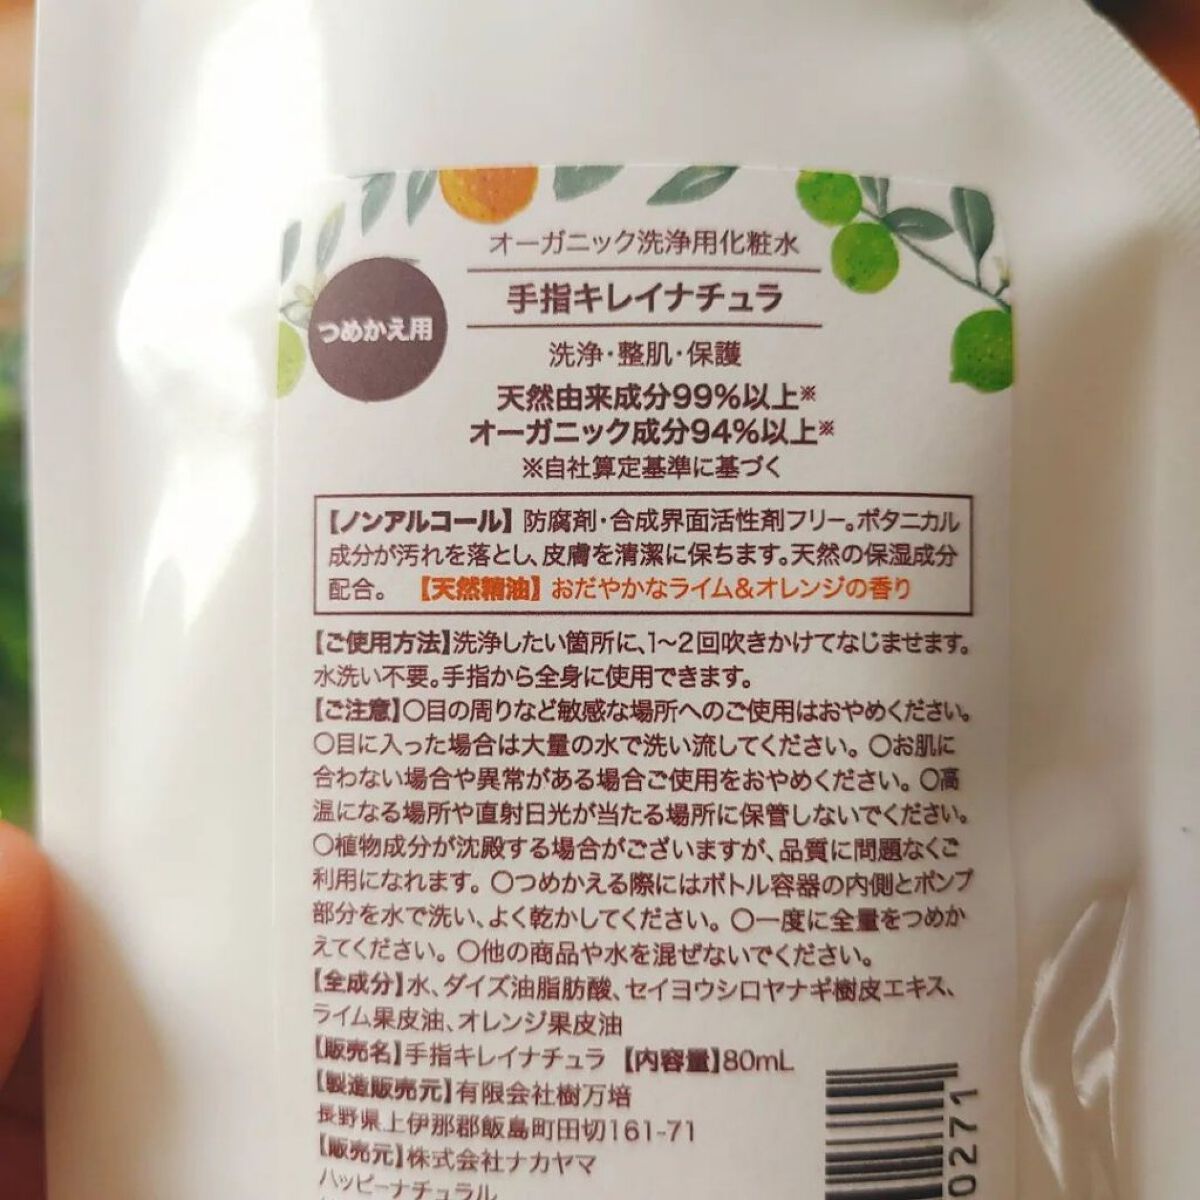 オーガニック洗浄用化粧水
手指キレイナチュラ
つめかえ用
洗浄・整肌・保護
天然由来成分99%以上※
オーガニック成分94%以上※
※自社算定基準に基づく
【ノンアルコール】防腐剤・合成界面活性剤フリー。ボタニカル
成分が汚れを落とし、皮膚を清潔に保ちます。天然の保湿成分
配合。 【天然精油】おだやかなライム&オレンジの香り
【ご使用方法】洗浄したい箇所に、1〜2回吹きかけてなじませます。
水洗い不要。手指から全身に使用できます。
【ご注意】〇目の周りなど敏感な場所へのご使用はおやめください。
〇目に入った場合は大量の水で洗い流してください。〇お肌に
合わない場合や異常がある場合ご使用をおやめください。〇高
温になる場所や直射日光が当たる場所に保管しないでください。
〇植物成分が沈殿する場合がございますが、品質に問題なくご
利用になれます。〇つめかえる際にはボトル容器の内側とポンプ
部分を水で洗い、よく乾かしてください。〇一度に全量をつめか
えてください。〇他の商品や水を混ぜないでください。
【全成分】水、ダイズ油脂肪酸、セイヨウシロヤナギ樹皮エキス、
ライム果皮油、オレンジ果皮油
【販売名】手指キレイナチュラ 【内容量】80mL
【製造販売元】有限会社樹万培
長野県上伊那郡飯島町田切161-71
【販売元】株式会社ナカヤマ
ハッピーナチュラル
0271